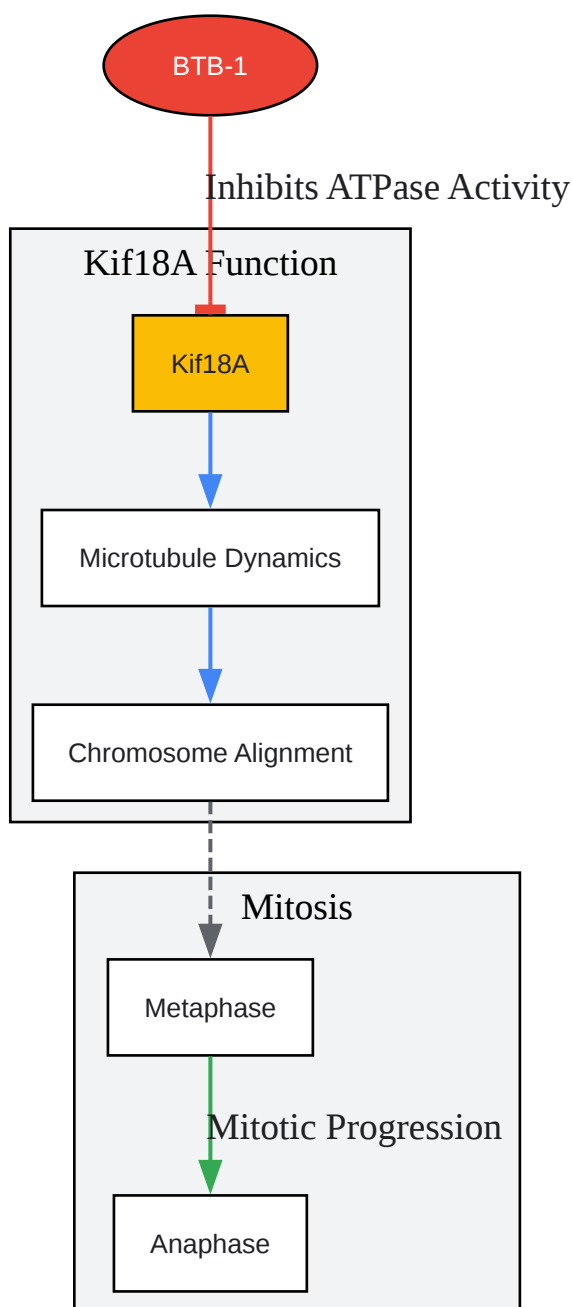 BTB-1
Inhibits ATPase Activity
Kif18A Function
Kif18A
Microtubule Dynamics
Chromosome Alignment
Mitosis
Metaphase
Mitotic Progression
Anaphase